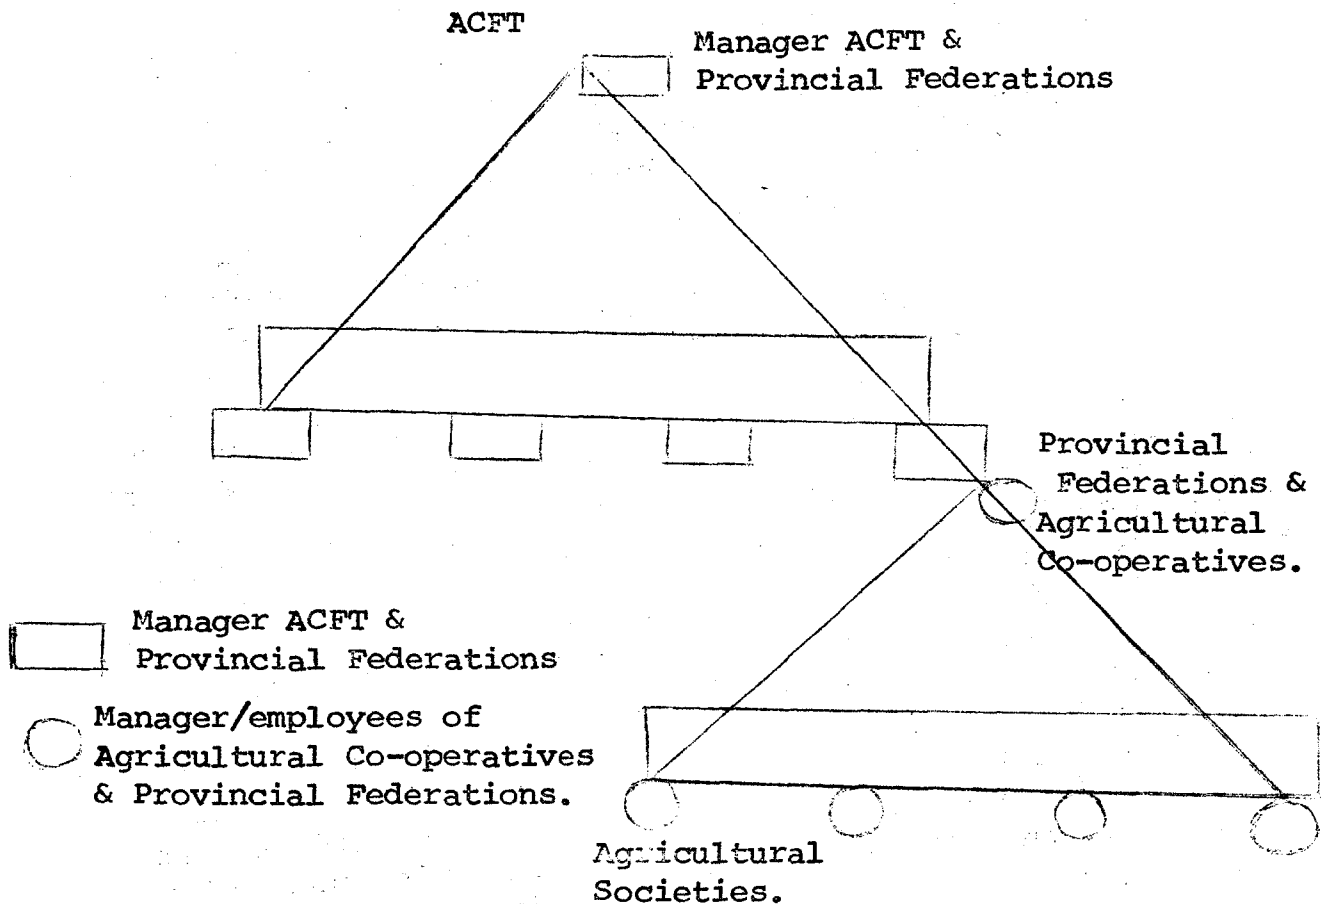 ACFT
Manager ACFT &
Provincial Federations
Provincial
Federations &
Agricultural
Co-operatives.
Manager ACFT &
Provincial Federations
Manager/employees of
Agricultural Co-operatives
& Provincial Federations.
Agricultural
Societies.